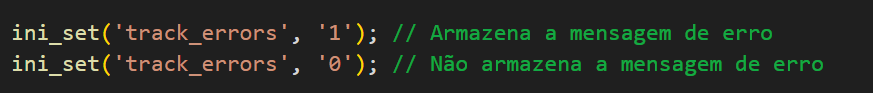 ini_set('track_errors', '1'); // Armazena a mensagem de erro
ini_set('track_errors', '0'); // Não armazena a mensagem de erro